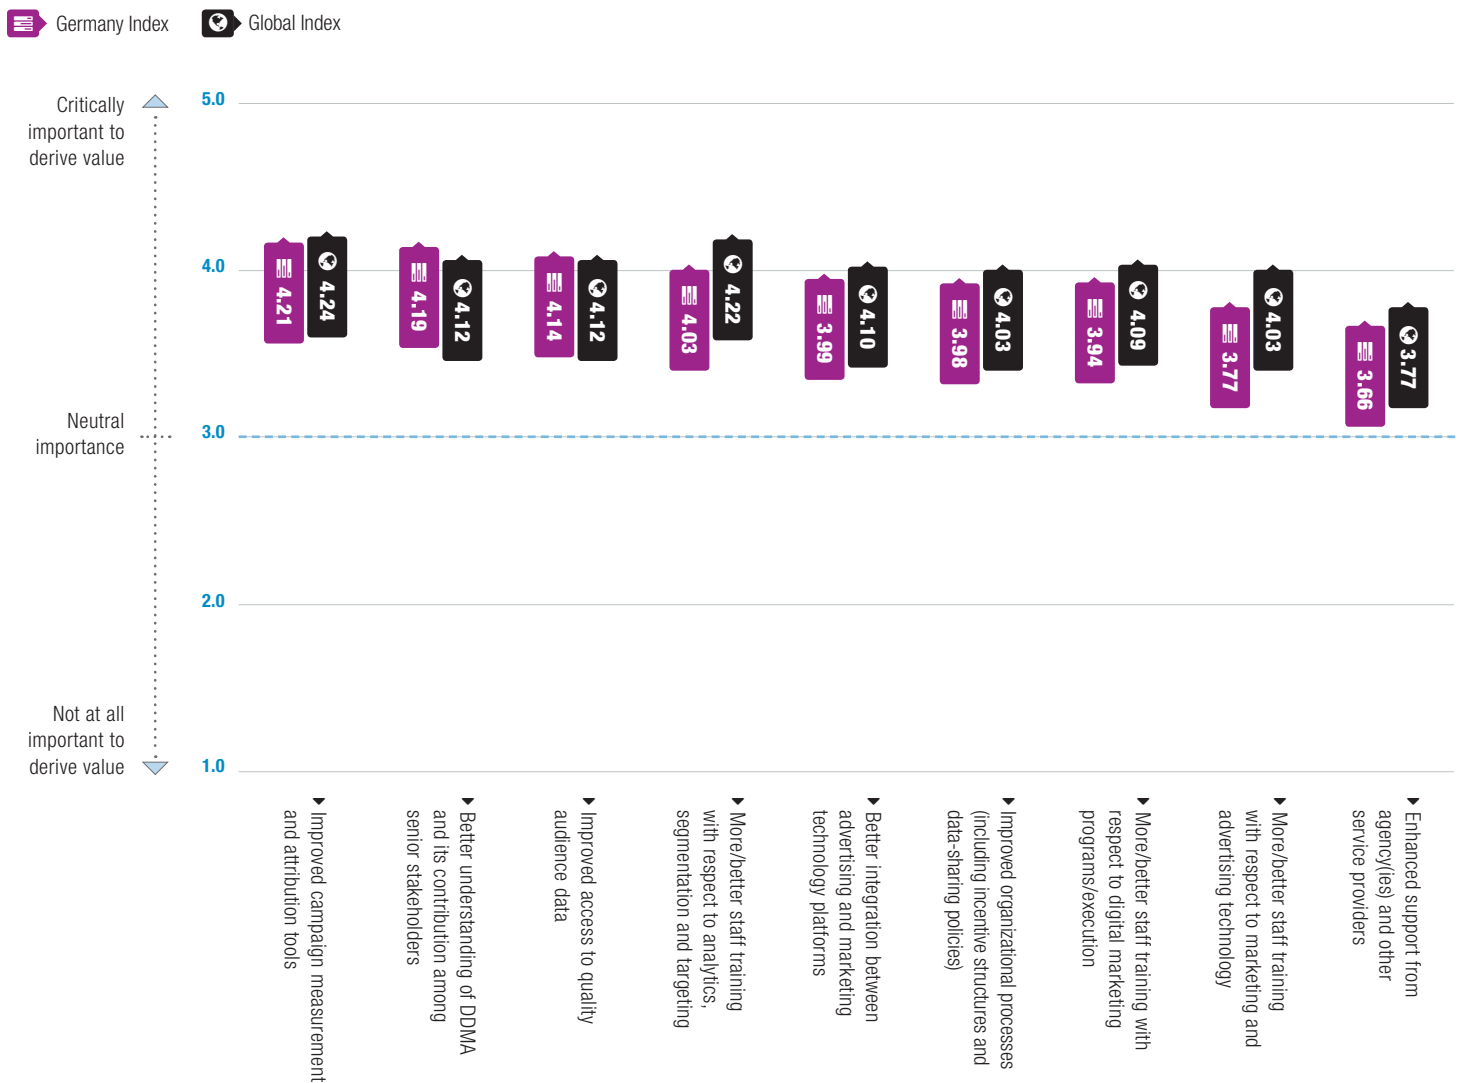 Germany Index
Global Index
Critically
important to
derive value
Neutral
importance
Not at all
important to
derive value
5.0
4.0
3.0
2.0
1.0
4.21
4.24
4.19
4.12
4.14
4.12
4.03
4.22
3.99
4.10
3.98
4.03
3.94
4.09
3.77
4.03
3.66
3.77
Improved campaign measurement
and attribution tools
Better understanding of DDMA
and its contribution among
senior stakeholders
Improved access to quality
audience data
More/better staff training
with respect to analytics,
segmentation and targeting
Better integration between
advertising and marketing
technology platforms
Improved organizational processes
(including incentive structures and
data-sharing policies)
More/better staff training with
respect to digital marketing
programs/execution
More/better staff training
with respect to marketing and
advertising technology
Enhanced support from
agency(ies) and other
service providers